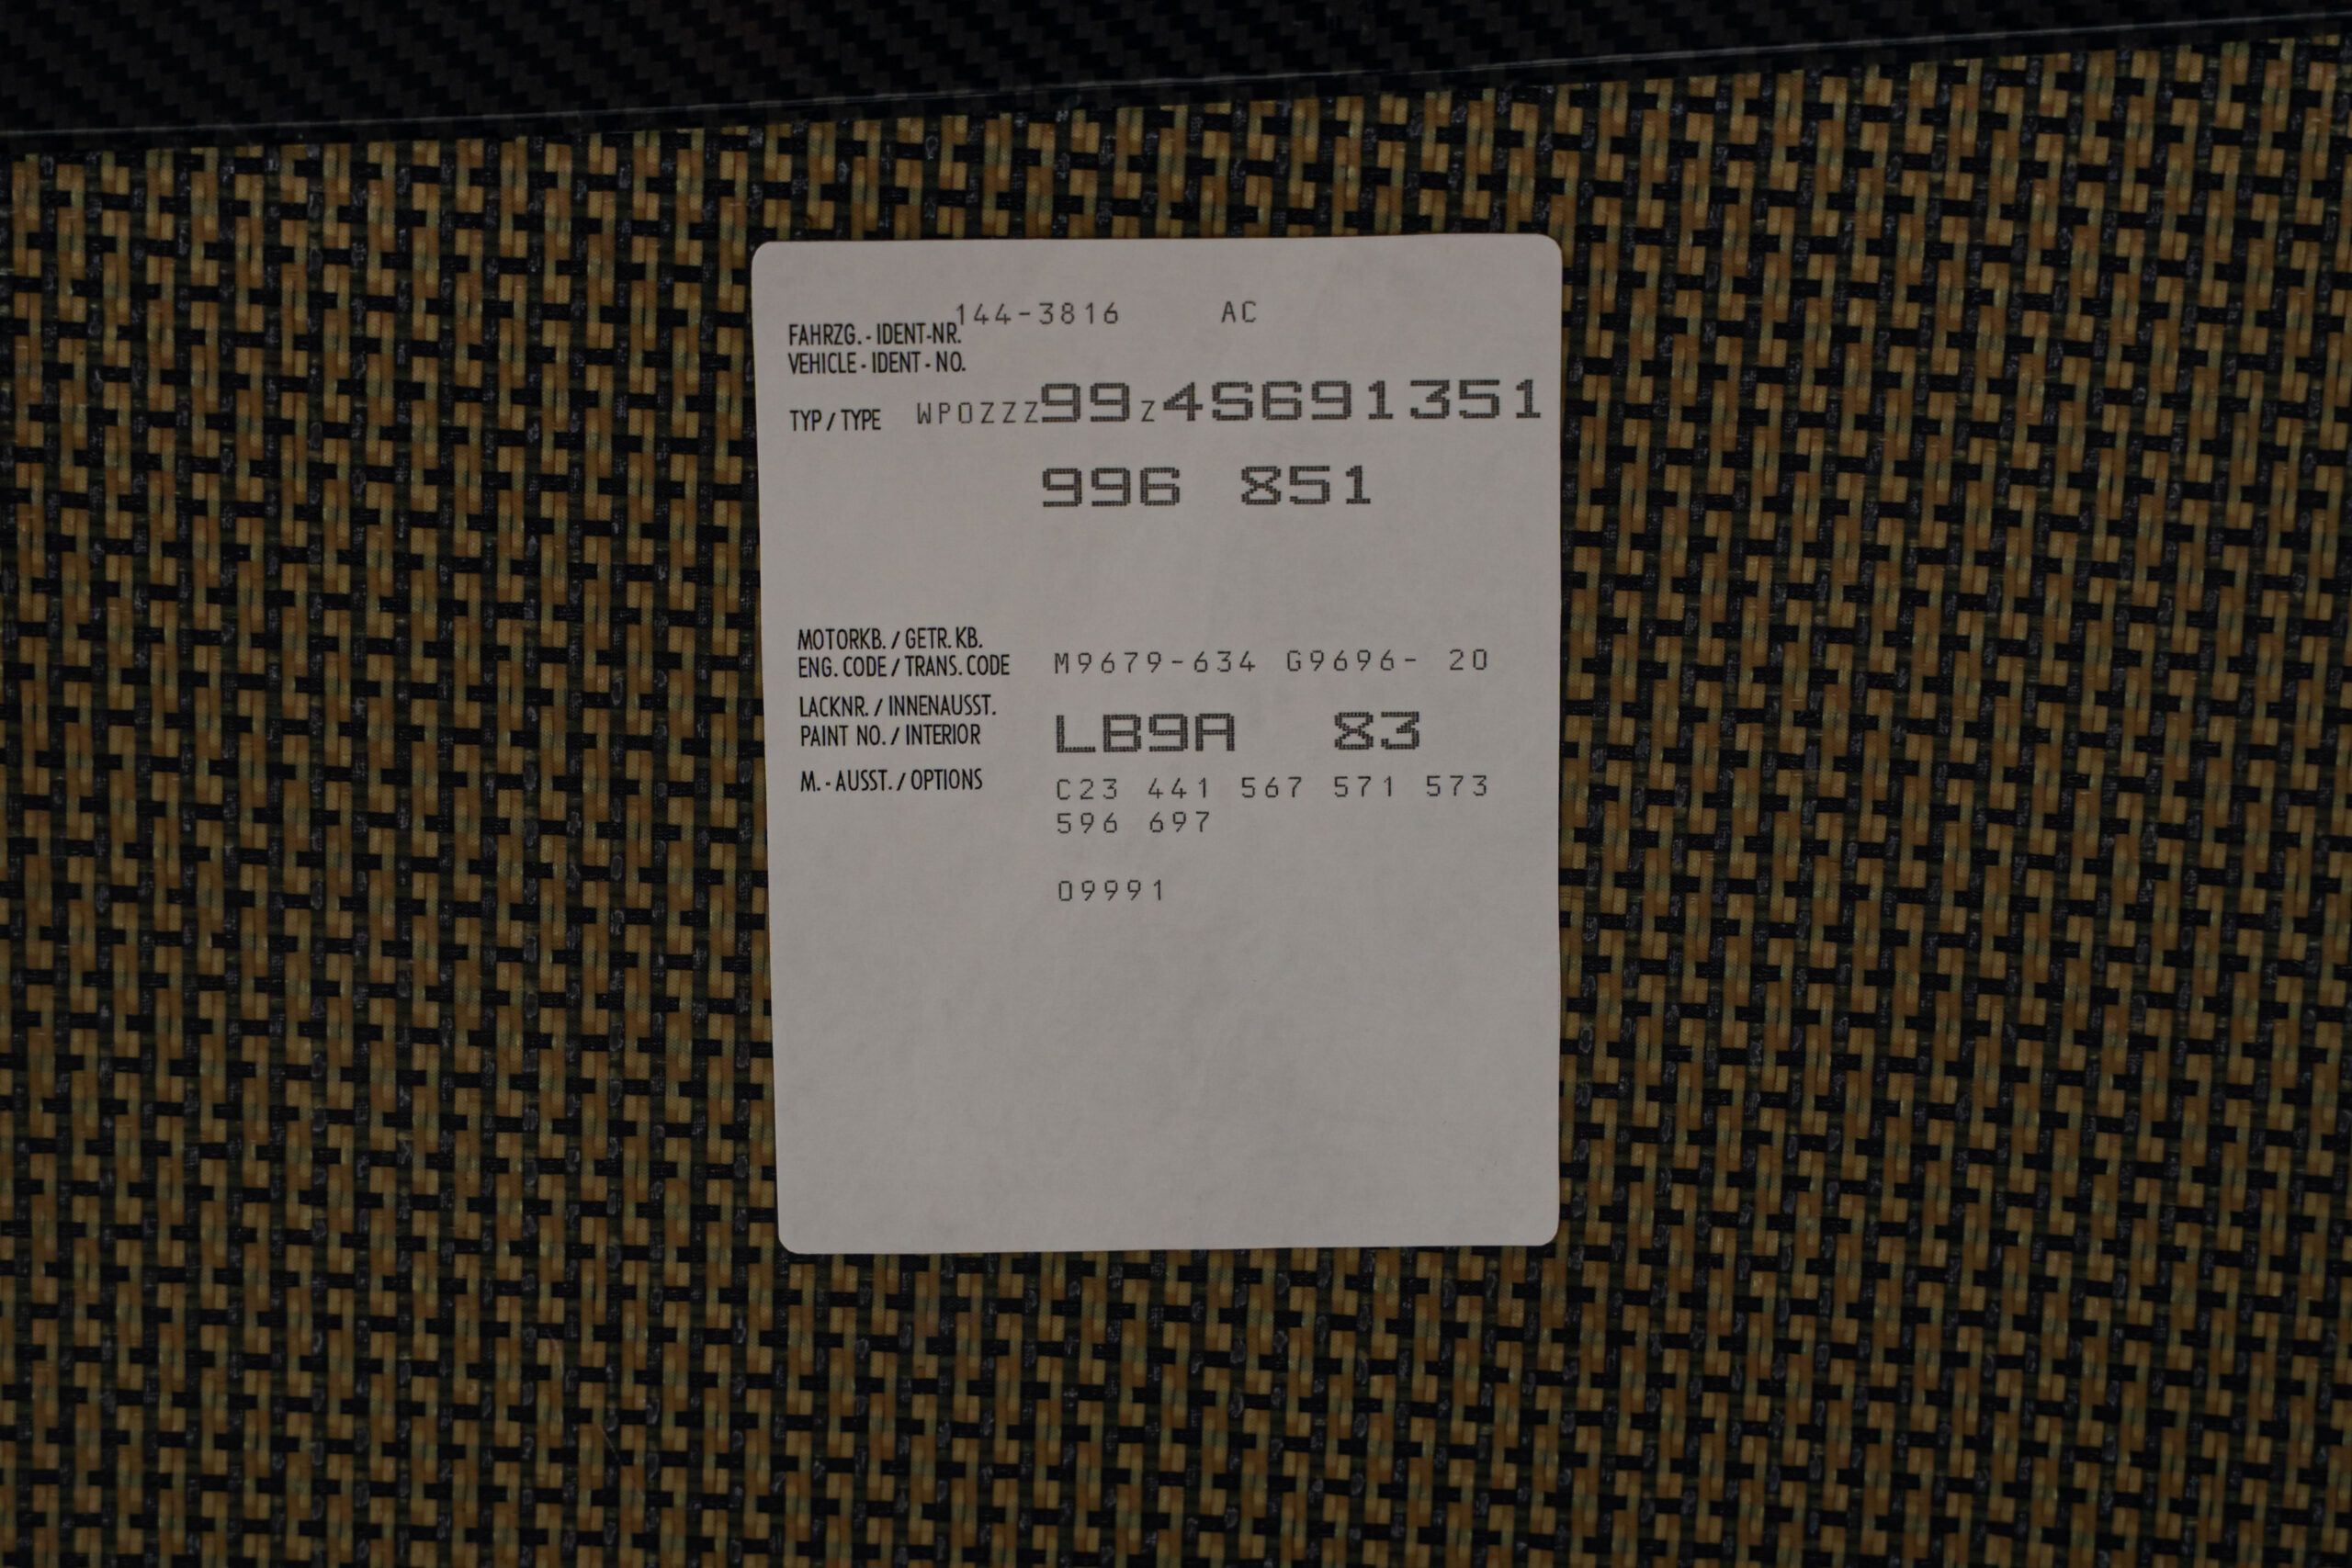 144-3816 AC
FAHRZG. - IDENT-NR.
VEHICLE - IDENT - NO.
TYP / TYPE WP0ZZZ99Z4S691351
996 851
MOTORKB. / GETR. KB.
ENG. CODE / TRANS. CODE M9679-634 G9696- 20
LACKNR. / INNENAUSST.
PAINT NO. / INTERIOR LB9A 83
M. - AUSST. / OPTIONS C23 441 567 571 573
596 697
09991